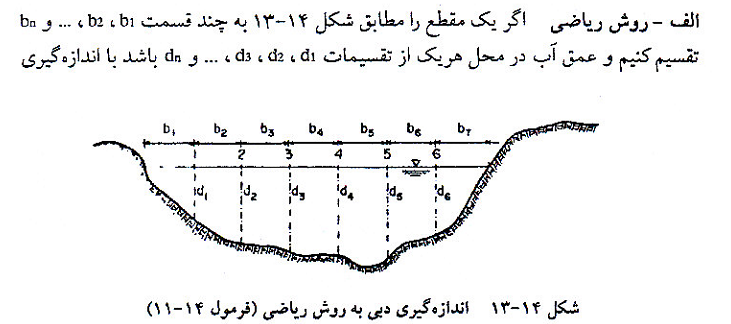 الف - روش ریاضی    اگر یک مقطع را مطابق شکل ۱۴-۱۳ به چند قسمت b1 ، b2 ، ... و bn
تقسیم کنیم و عمق آب در محل هریک از تقسیمات d1 ، d2 ، d3 ، ... و dn باشد با اندازه‌گیری
b1 b2 b3 b4 b5 b6 b7
1 2 3 4 5 6
d1 d2 d3 d4 d5 d6
شکل ۱۴-۱۳    اندازه‌گیری دبی به روش ریاضی (فرمول ۱۴-۱۱)